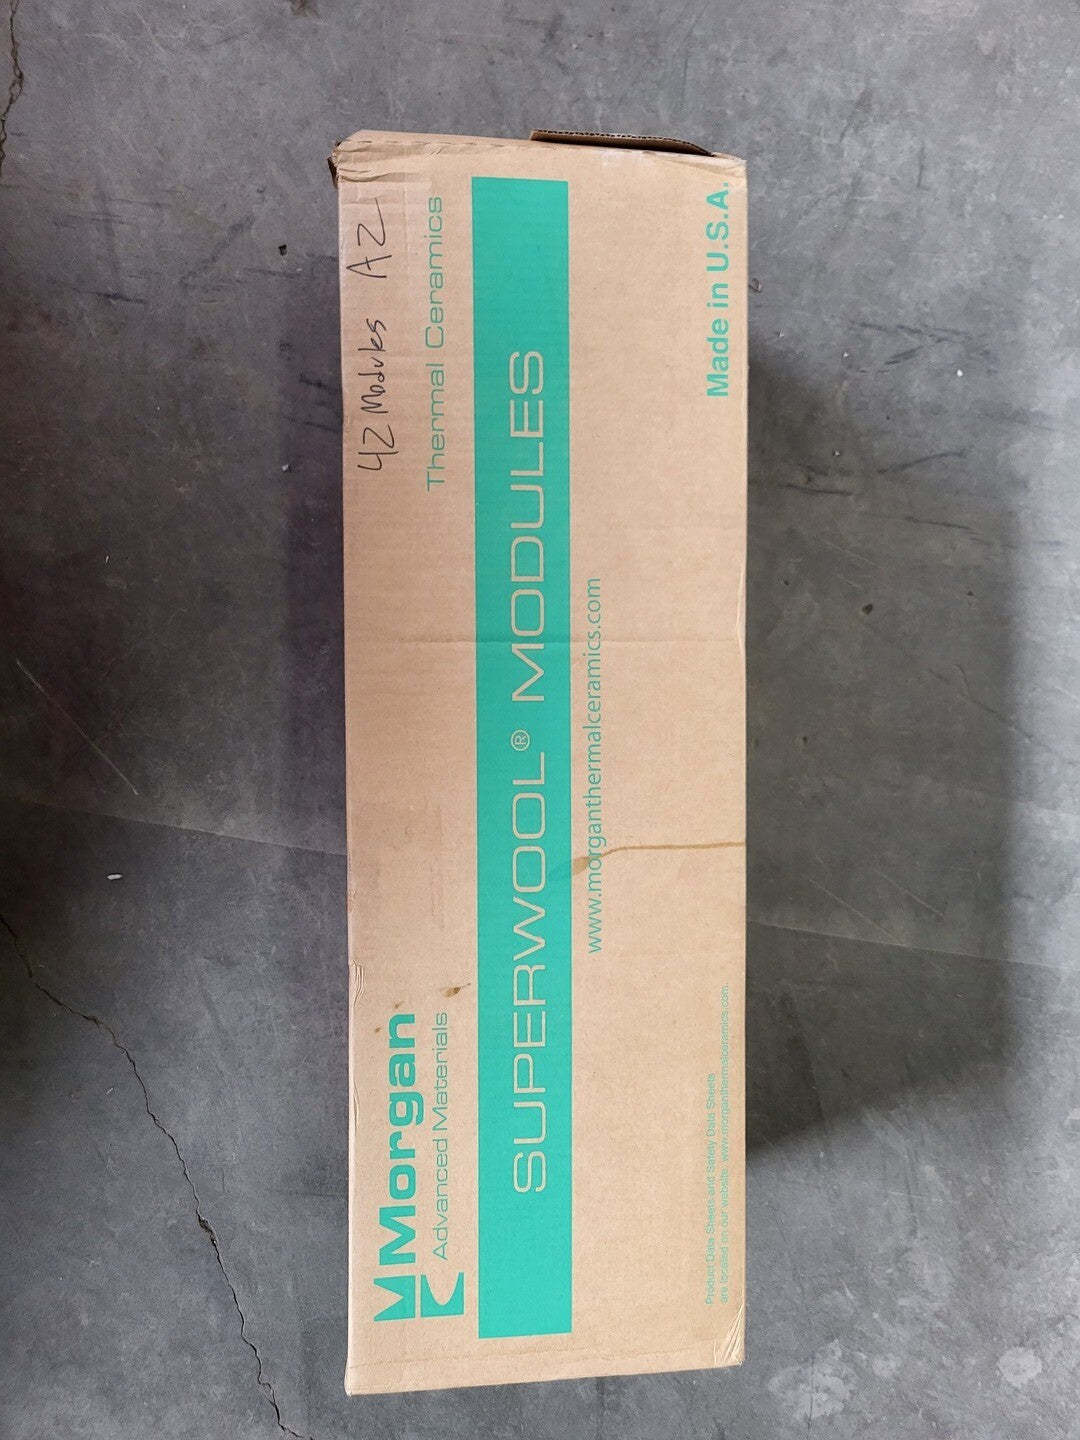 42 Modules AZ
Morgan
Advanced Materials
Thermal Ceramics
SUPERWOOL® MODULES
www.morganthermalceramics.com
Product Data Sheets and Safety Data Sheets
are located on our website www.morganthermalceramics.com
Made in U.S.A.